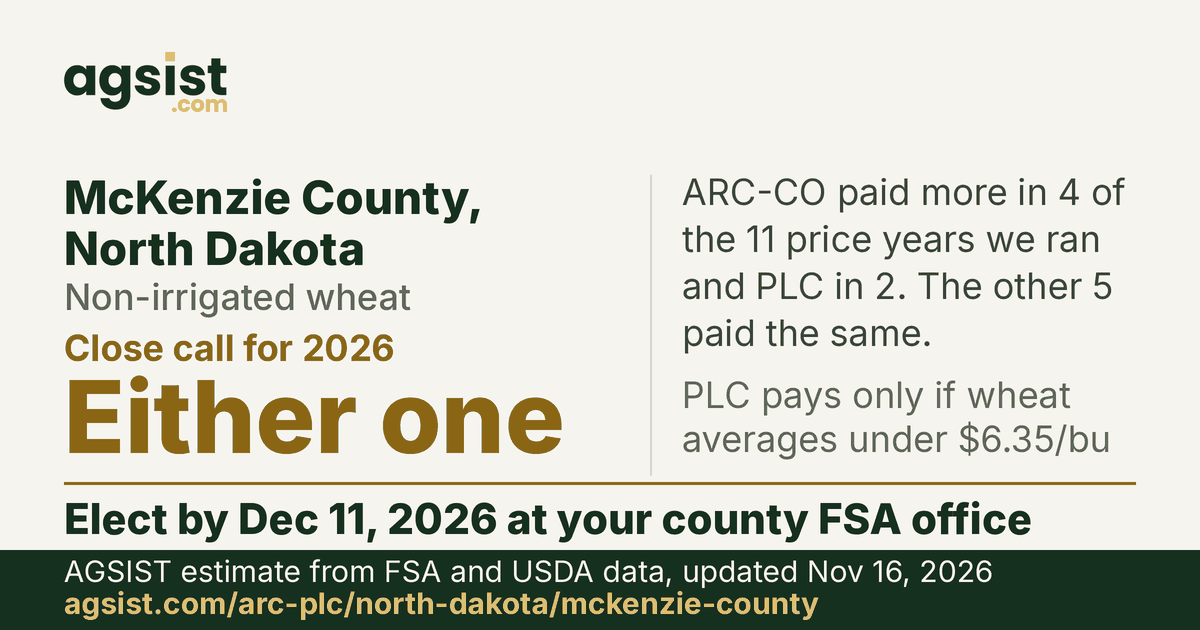 agsist
.com
McKenzie County,
North Dakota
Non-irrigated wheat
Close call for 2026
Either one
ARC-CO paid more in 4 of
the 11 price years we ran
and PLC in 2. The other 5
paid the same.
PLC pays only if wheat
averages under $6.35/bu
Elect by Dec 11, 2026 at your county FSA office
AGSIST estimate from FSA and USDA data, updated Nov 16, 2026
agsist.com/arc-plc/north-dakota/mckenzie-county